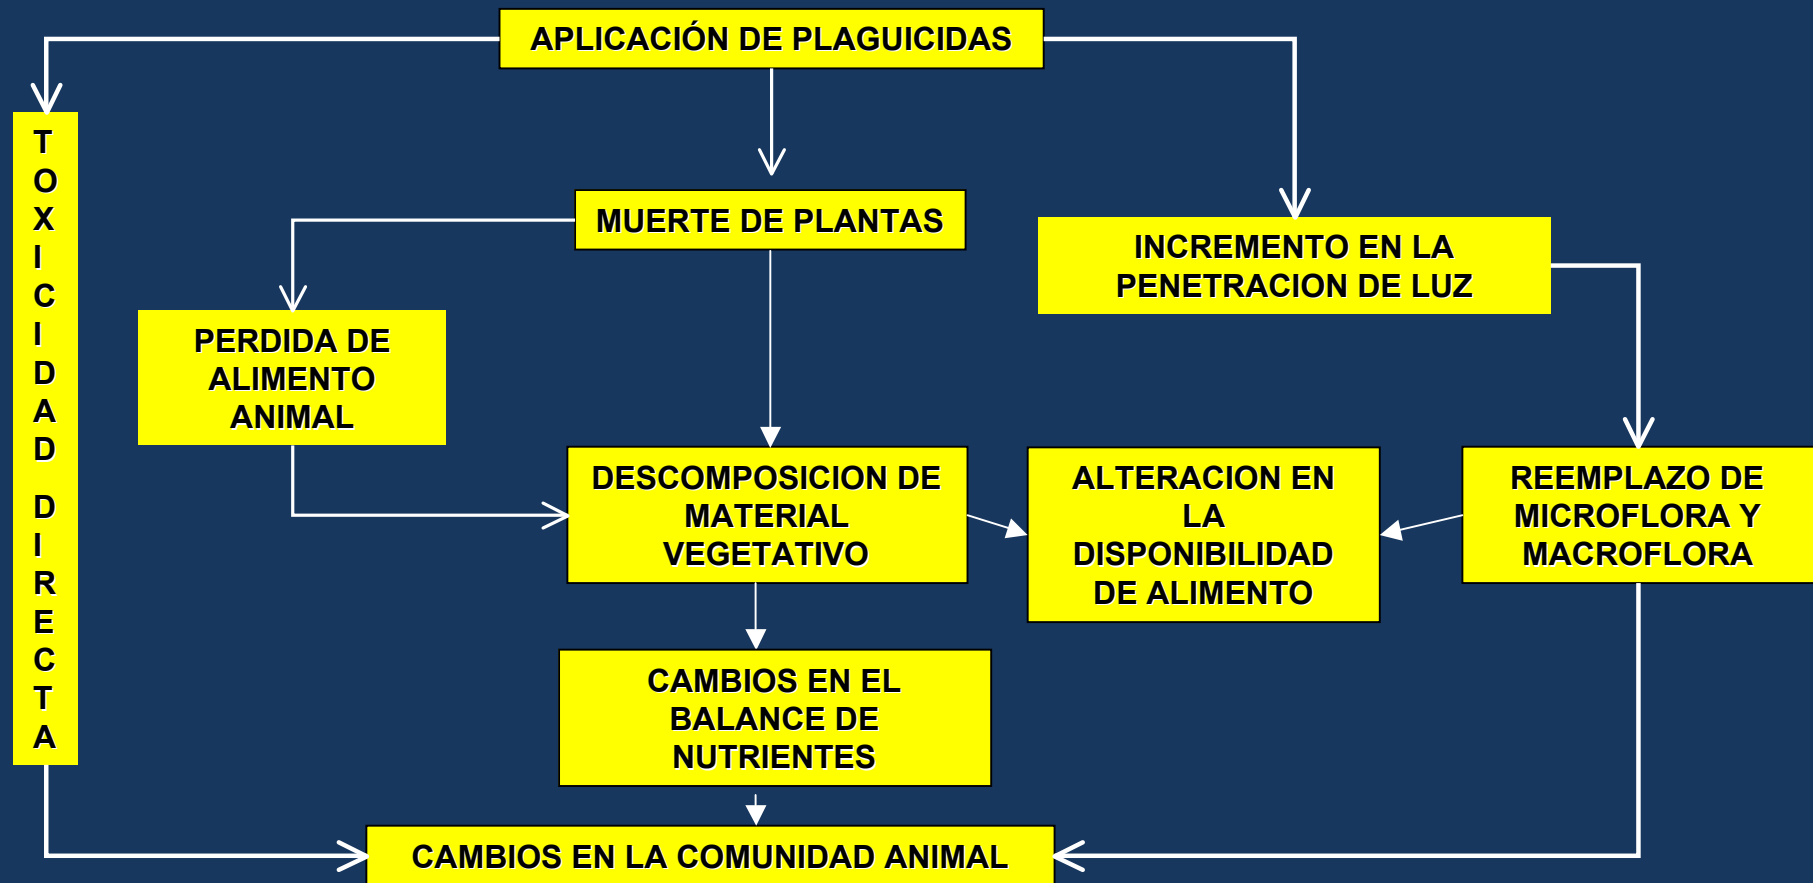 APLICACIÓN DE PLAGUICIDAS
TOXICIDAD DIRECTA
MUERTE DE PLANTAS
INCREMENTO EN LA
PENETRACION DE LUZ
PERDIDA DE
ALIMENTO
ANIMAL
DESCOMPOSICION DE
MATERIAL
VEGETATIVO
ALTERACION EN
LA
DISPONIBILIDAD
DE ALIMENTO
REEMPLAZO DE
MICROFLORA Y
MACROFLORA
CAMBIOS EN EL
BALANCE DE
NUTRIENTES
CAMBIOS EN LA COMUNIDAD ANIMAL